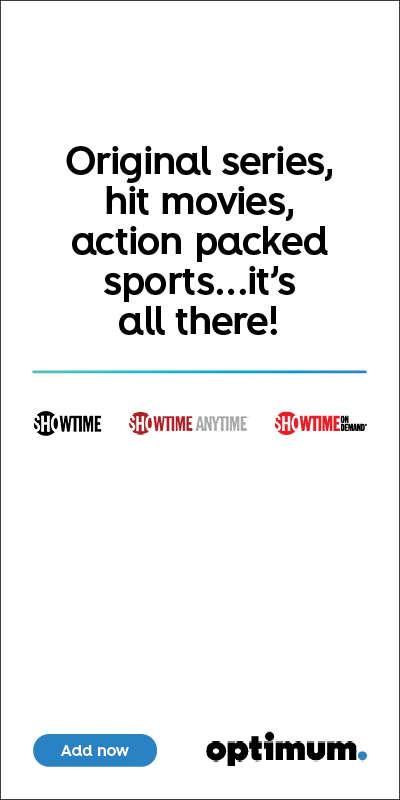 Original series,
hit movies,
action packed
sports...it's
all there!
SHOWTIME SHOWTIME ANYTIME SHOWTIME ON DEMAND
Add now optimum.